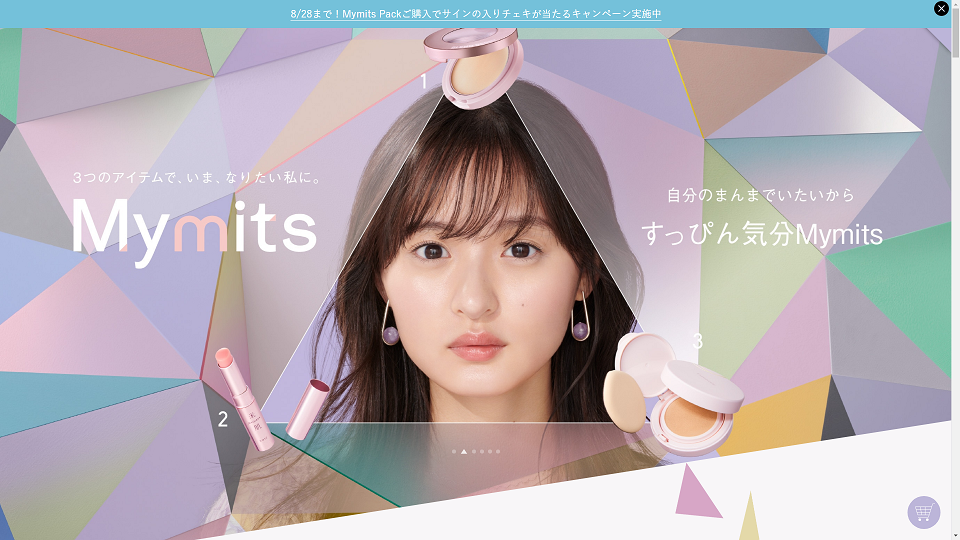 8/28まで！Mymits Packご購入でサインの入りチェキが当たるキャンペーン実施中
1
3つのアイテムで、いま、なりたい私に。
Mymits
自分のまんまでいたいから
すっぴん気分Mymits
3
2
米
肌